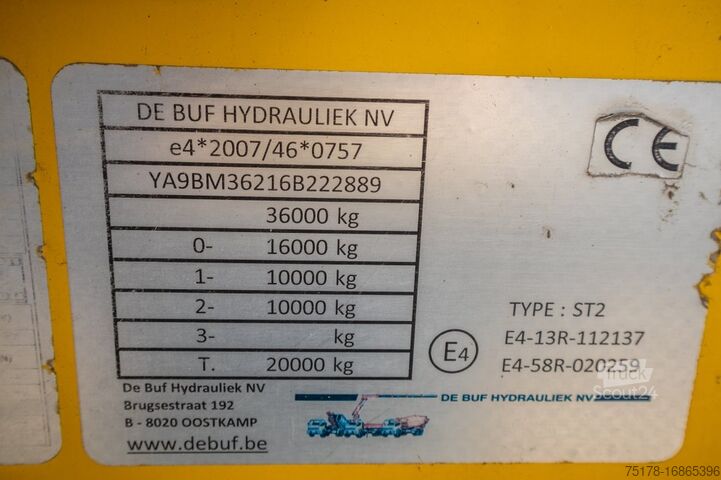 DE BUF HYDRAULIEK NV
e4*2007/46*0757
YA9BM36216B222889
36000 kg
0- 16000 kg
1- 10000 kg
2- 10000 kg
3- kg
T. 20000 kg
CE
TYPE : ST2
E4-13R-112137
E4
E4-58R-020259
De Buf Hydrauliek NV
Brugsestraat 192
B - 8020 OOSTKAMP
www.debuf.be
DE BUF HYDRAULIEK NV
Truck
Scout24
75178-16865396